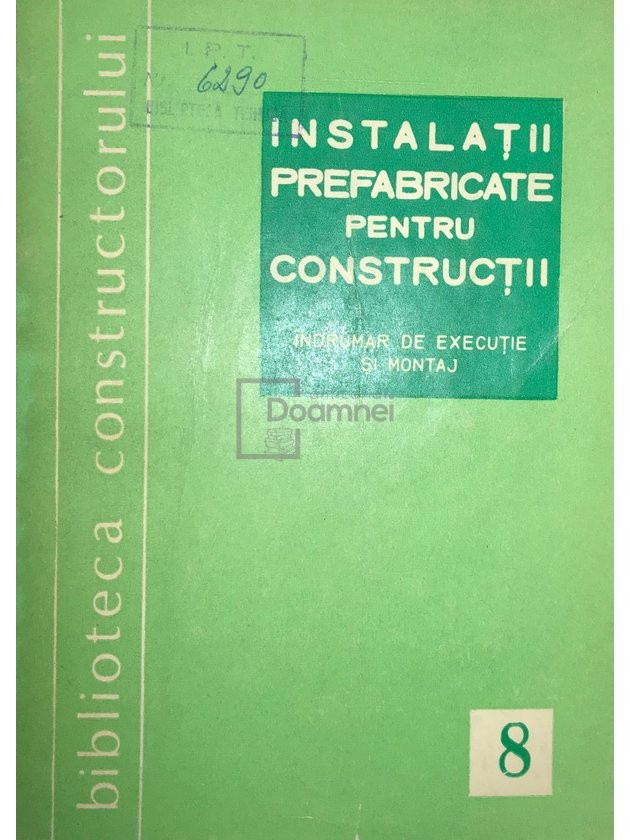 I. P. T.
6290
biblioteca constructorului
INSTALAȚII
PREFABRICATE
PENTRU
CONSTRUCȚII
ÎNDRUMAR DE EXECUȚIE
ȘI MONTAJ
Doamnei
8